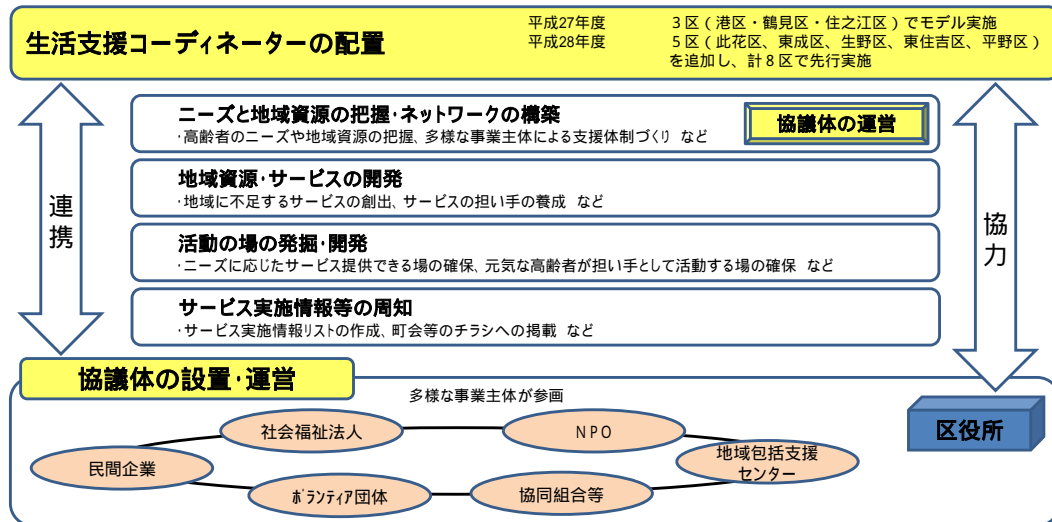 生活支援コーディネーターの配置
平成27年度 3区(港区・鶴見区・住之江区)でモデル実施
平成28年度 5区(此花区、東成区、生野区、東住吉区、平野区)
を追加し、計8区で先行実施
連携
協力
ニーズと地域資源の把握・ネットワークの構築
・高齢者のニーズや地域資源の把握、多様な事業主体による支援体制づくり など
協議体の運営
地域資源・サービスの開発
・地域に不足するサービスの創出、サービスの担い手の養成 など
活動の場の発掘・開発
・ニーズに応じたサービス提供できる場の確保、元気な高齢者が担い手として活動する場の確保 など
サービス実施情報等の周知
・サービス実施情報リストの作成、町会等のチラシへの掲載 など
協議体の設置・運営
多様な事業主体が参画
社会福祉法人
NPO
民間企業
地域包括支援
センター
ボランティア団体
協同組合等
区役所